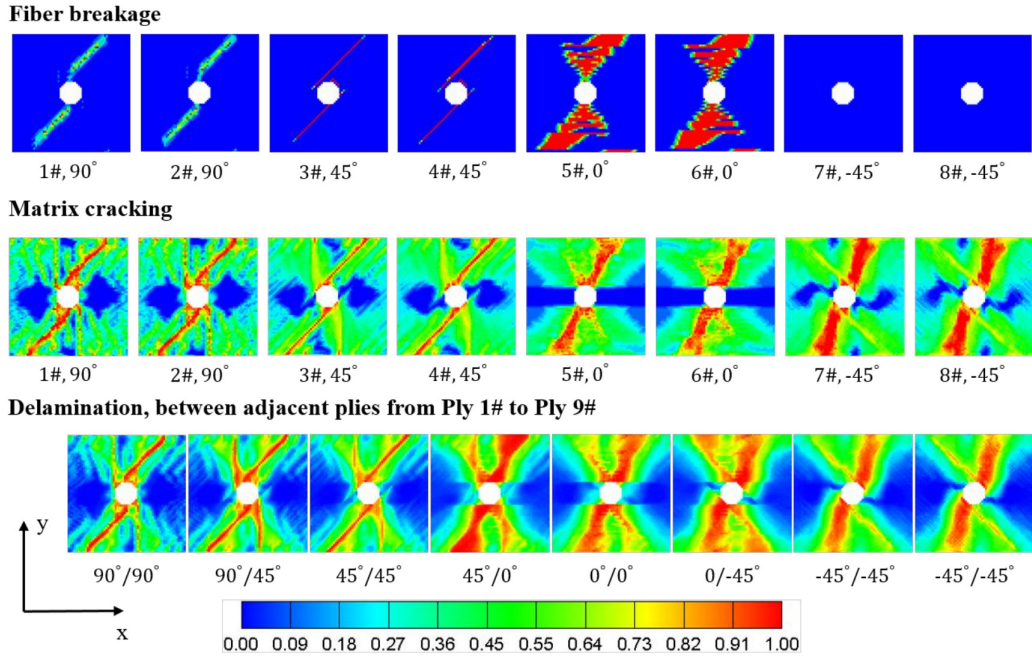 Fiber breakage
1#, 90° 2#, 90° 3#, 45° 4#, 45° 5#, 0° 6#, 0° 7#, -45° 8#, -45°
Matrix cracking
1#, 90° 2#, 90° 3#, 45° 4#, 45° 5#, 0° 6#, 0° 7#, -45° 8#, -45°
Delamination, between adjacent plies from Ply 1# to Ply 9#
y
90°/90° 90/45° 45/45° 45/0° 0°/0° 0/-45° -45°/-45° -45°/-45°
x
0.00 0.09 0.18 0.27 0.36 0.45 0.55 0.64 0.73 0.82 0.91 1.00